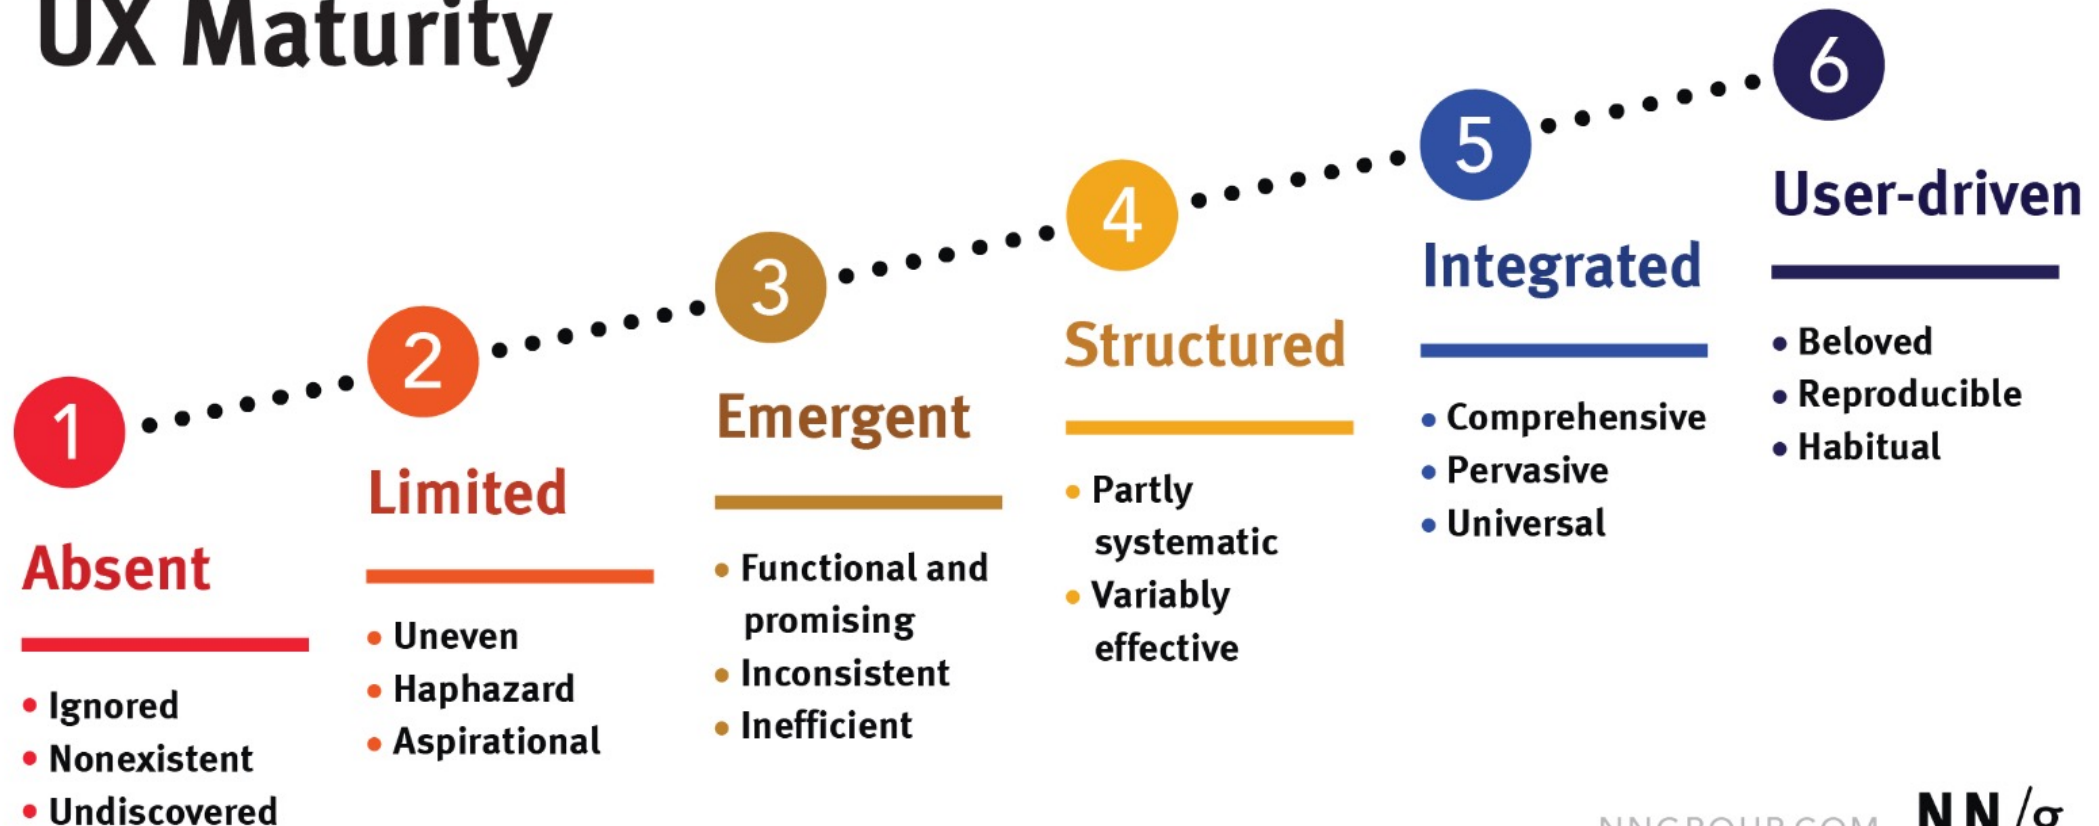 UX Maturity
1
Absent
• Ignored
• Nonexistent
• Undiscovered
2
Limited
• Uneven
• Haphazard
• Aspirational
3
Emergent
• Functional and
promising
• Inconsistent
• Inefficient
4
Structured
• Partly
systematic
• Variably
effective
5
Integrated
• Comprehensive
• Pervasive
• Universal
6
User-driven
• Beloved
• Reproducible
• Habitual
NNGROUP.COM NN/g